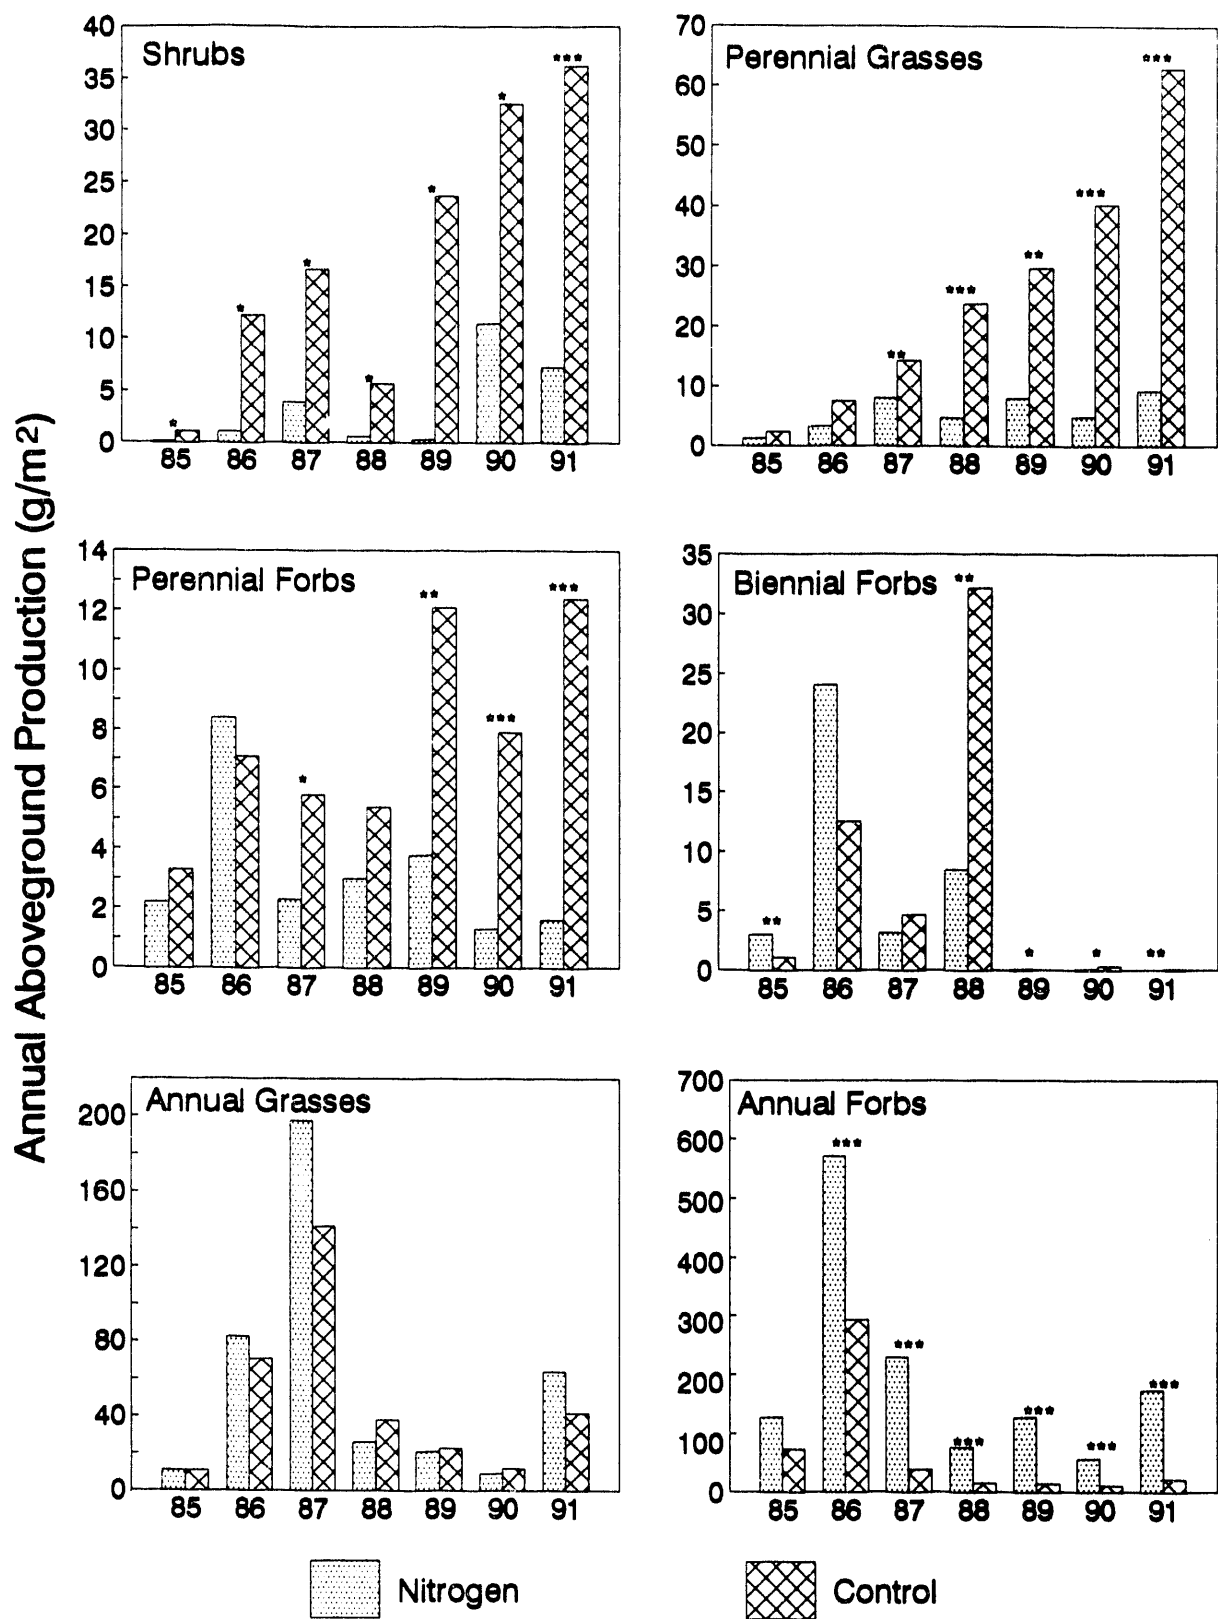 Annual Aboveground Production (g/m²)
Shrubs
40
35
30
25
20
15
10
5
0
* * * * * * ***
85 86 87 88 89 90 91
Perennial Grasses
70
60
50
40
30
20
10
0
** *** ** *** ***
85 86 87 88 89 90 91
Perennial Forbs
14
12
10
8
6
4
2
0
* ** *** ***
85 86 87 88 89 90 91
Biennial Forbs
35
30
25
20
15
10
5
0
** ** * * **
85 86 87 88 89 90 91
Annual Grasses
200
160
120
80
40
0
85 86 87 88 89 90 91
Annual Forbs
700
600
500
400
300
200
100
0
*** *** *** *** *** ***
85 86 87 88 89 90 91
Nitrogen
Control